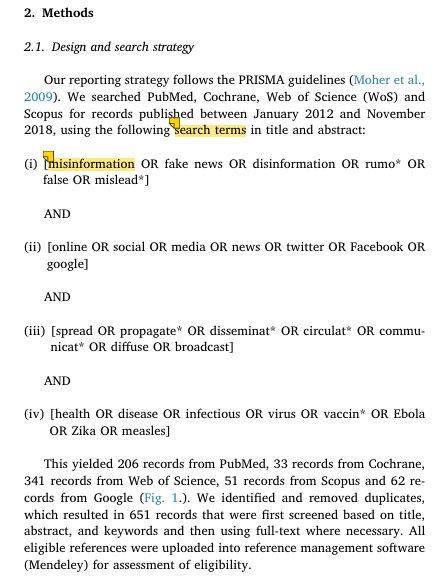 2. Methods
2.1. Design and search strategy
Our reporting strategy follows the PRISMA guidelines (Moher et al.,
2009). We searched PubMed, Cochrane, Web of Science (WoS) and
Scopus for records published between January 2012 and November
2018, using the following search terms in title and abstract:
(i) [misinformation OR fake news OR disinformation OR rumo* OR
false OR mislead*]
AND
(ii) [online OR social OR media OR news OR twitter OR Facebook OR
google]
AND
(iii) [spread OR propagate* OR disseminat* OR circulat* OR commu-
nicat* OR diffuse OR broadcast]
AND
(iv) [health OR disease OR infectious OR virus OR vaccin* OR Ebola
OR Zika OR measles]
This yielded 206 records from PubMed, 33 records from Cochrane,
341 records from Web of Science, 51 records from Scopus and 62 re-
cords from Google (Fig. 1.). We identified and removed duplicates,
which resulted in 651 records that were first screened based on title,
abstract, and keywords and then using full-text where necessary. All
eligible references were uploaded into reference management software
(Mendeley) for assessment of eligibility.